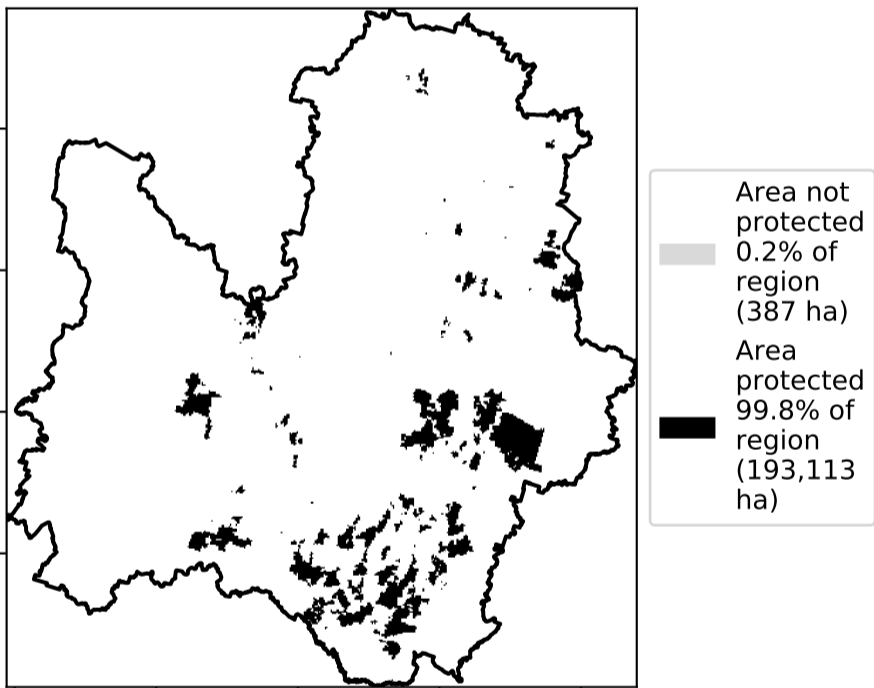 Area not
protected
0.2% of
region
(387 ha)
Area
protected
99.8% of
region
(193,113
ha)